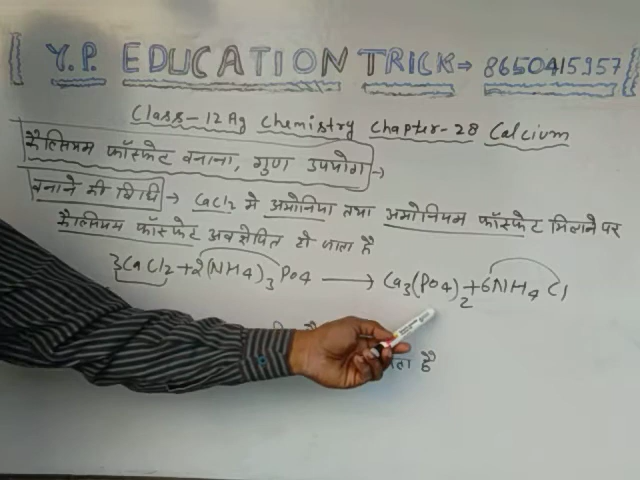 Y.P. EDUCATION TRICK→ 8650415957
Class-12 Ag Chemistry Chapter-28 Calcium
कैल्सियम फॉस्फेट बनाना, गुण उपयोग→
बनाने की विधि → CaCl2 में अमोनिया तथा अमोनियम फॉस्फेट मिलाने पर
कैल्सियम फॉस्फेट अवक्षेपित हो जाता है
3CaCl2+2(NH4)3Po4 → Ca3(Po4)2+6NH4Cl
है